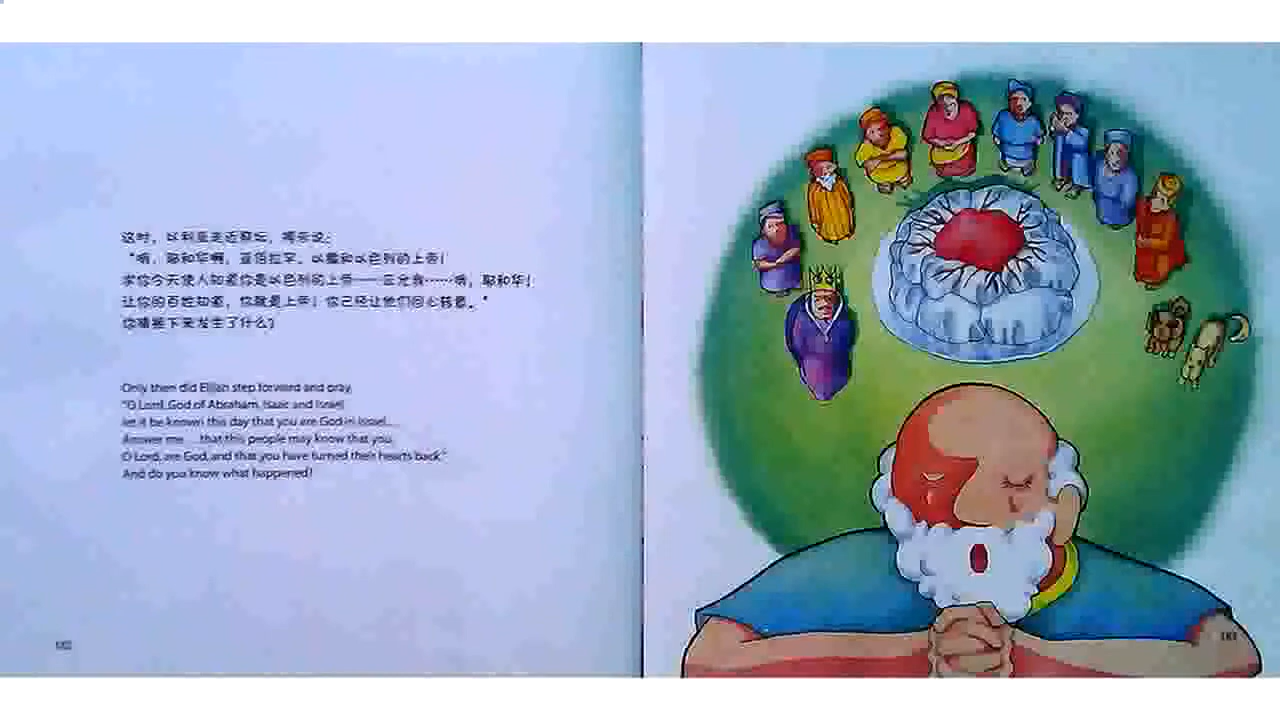 这时，以利亚走近祭坛，祷告说：
“哦，耶和华啊，亚伯拉罕、以撒和以色列的上帝！
求你今天使人知道你是以色列的上帝——应允我……哦，耶和华！
让你的百姓知道，你就是上帝！你已经让他们回心转意。”
你猜接下来发生了什么？
Only then did Elijah step forward and pray,
"O Lord, God of Abraham, Isaac and Israel
let it be known this day that you are God in Israel....
Answer me ... that this people may know that you,
O Lord, are God, and that you have turned their hearts back."
And do you know what happened?
182
183